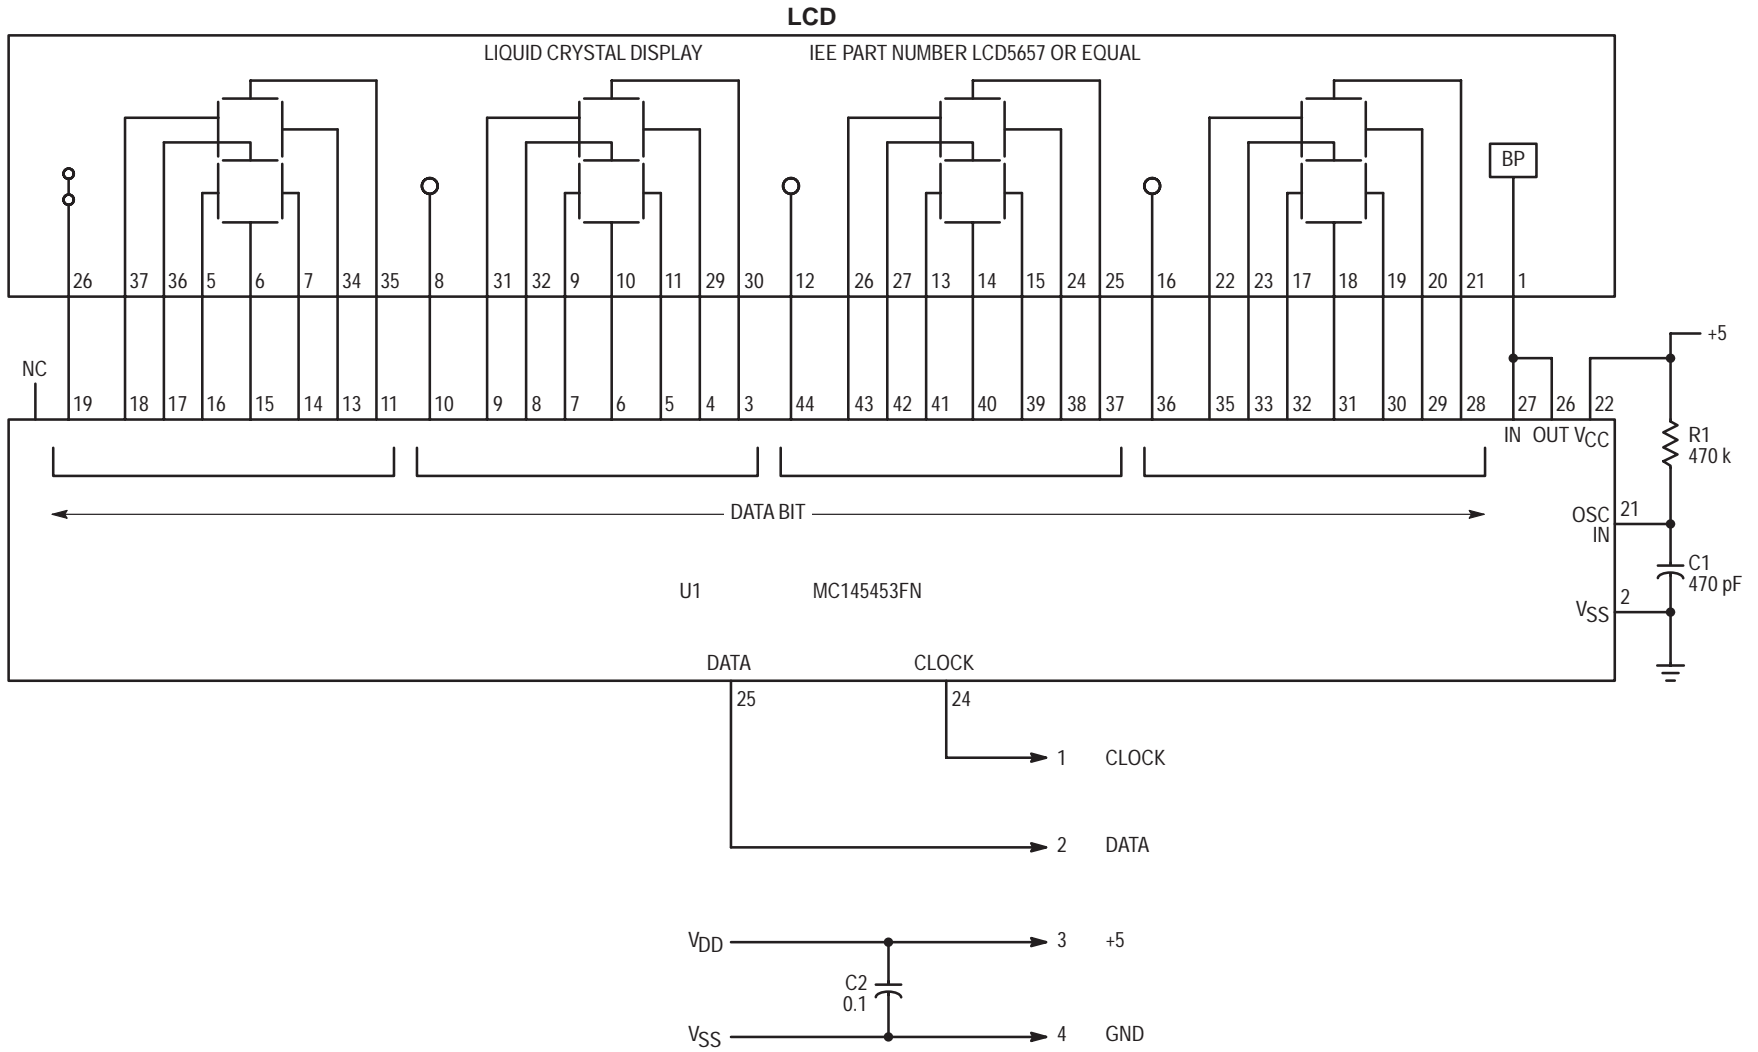 LCD
LIQUID CRYSTAL DISPLAY IEE PART NUMBER LCD5657 OR EQUAL
BP
26 37 36 5 6 7 34 35 8 31 32 9 10 11 29 30 12 26 27 13 14 15 24 25 16 22 23 17 18 19 20 21 1
+5
NC
19 18 17 16 15 14 13 11 10 9 8 7 6 5 4 3 44 43 42 41 40 39 38 37 36 35 33 32 31 30 29 28 27 26 22
IN OUT VCC
R1
470 k
DATA BIT
OSC
IN
21
C1
470 pF
U1 MC145453FN
VSS
2
DATA CLOCK
25 24
1 CLOCK
2 DATA
VDD 3 +5
C2
0.1
VSS 4 GND